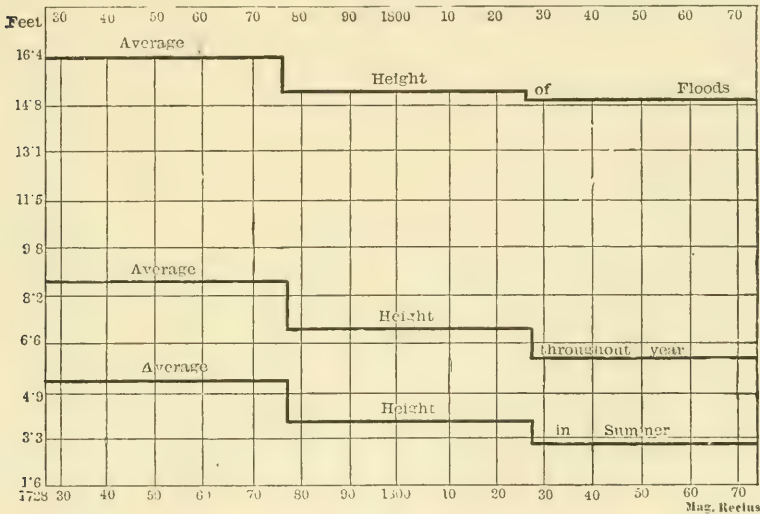 Feet 30 40 50 60 70 80 90 1800 10 20 30 40 50 60 70
Average
16·4
Height of Floods
14·8
13·1
11·5
9·8
Average
8·2
Height
6·6
throughout year
Average
4·9
Height
in Summer
3·3
1·6
1728 30 40 50 60 70 80 90 1800 10 20 30 40 50 60 70
Mag. Reclus